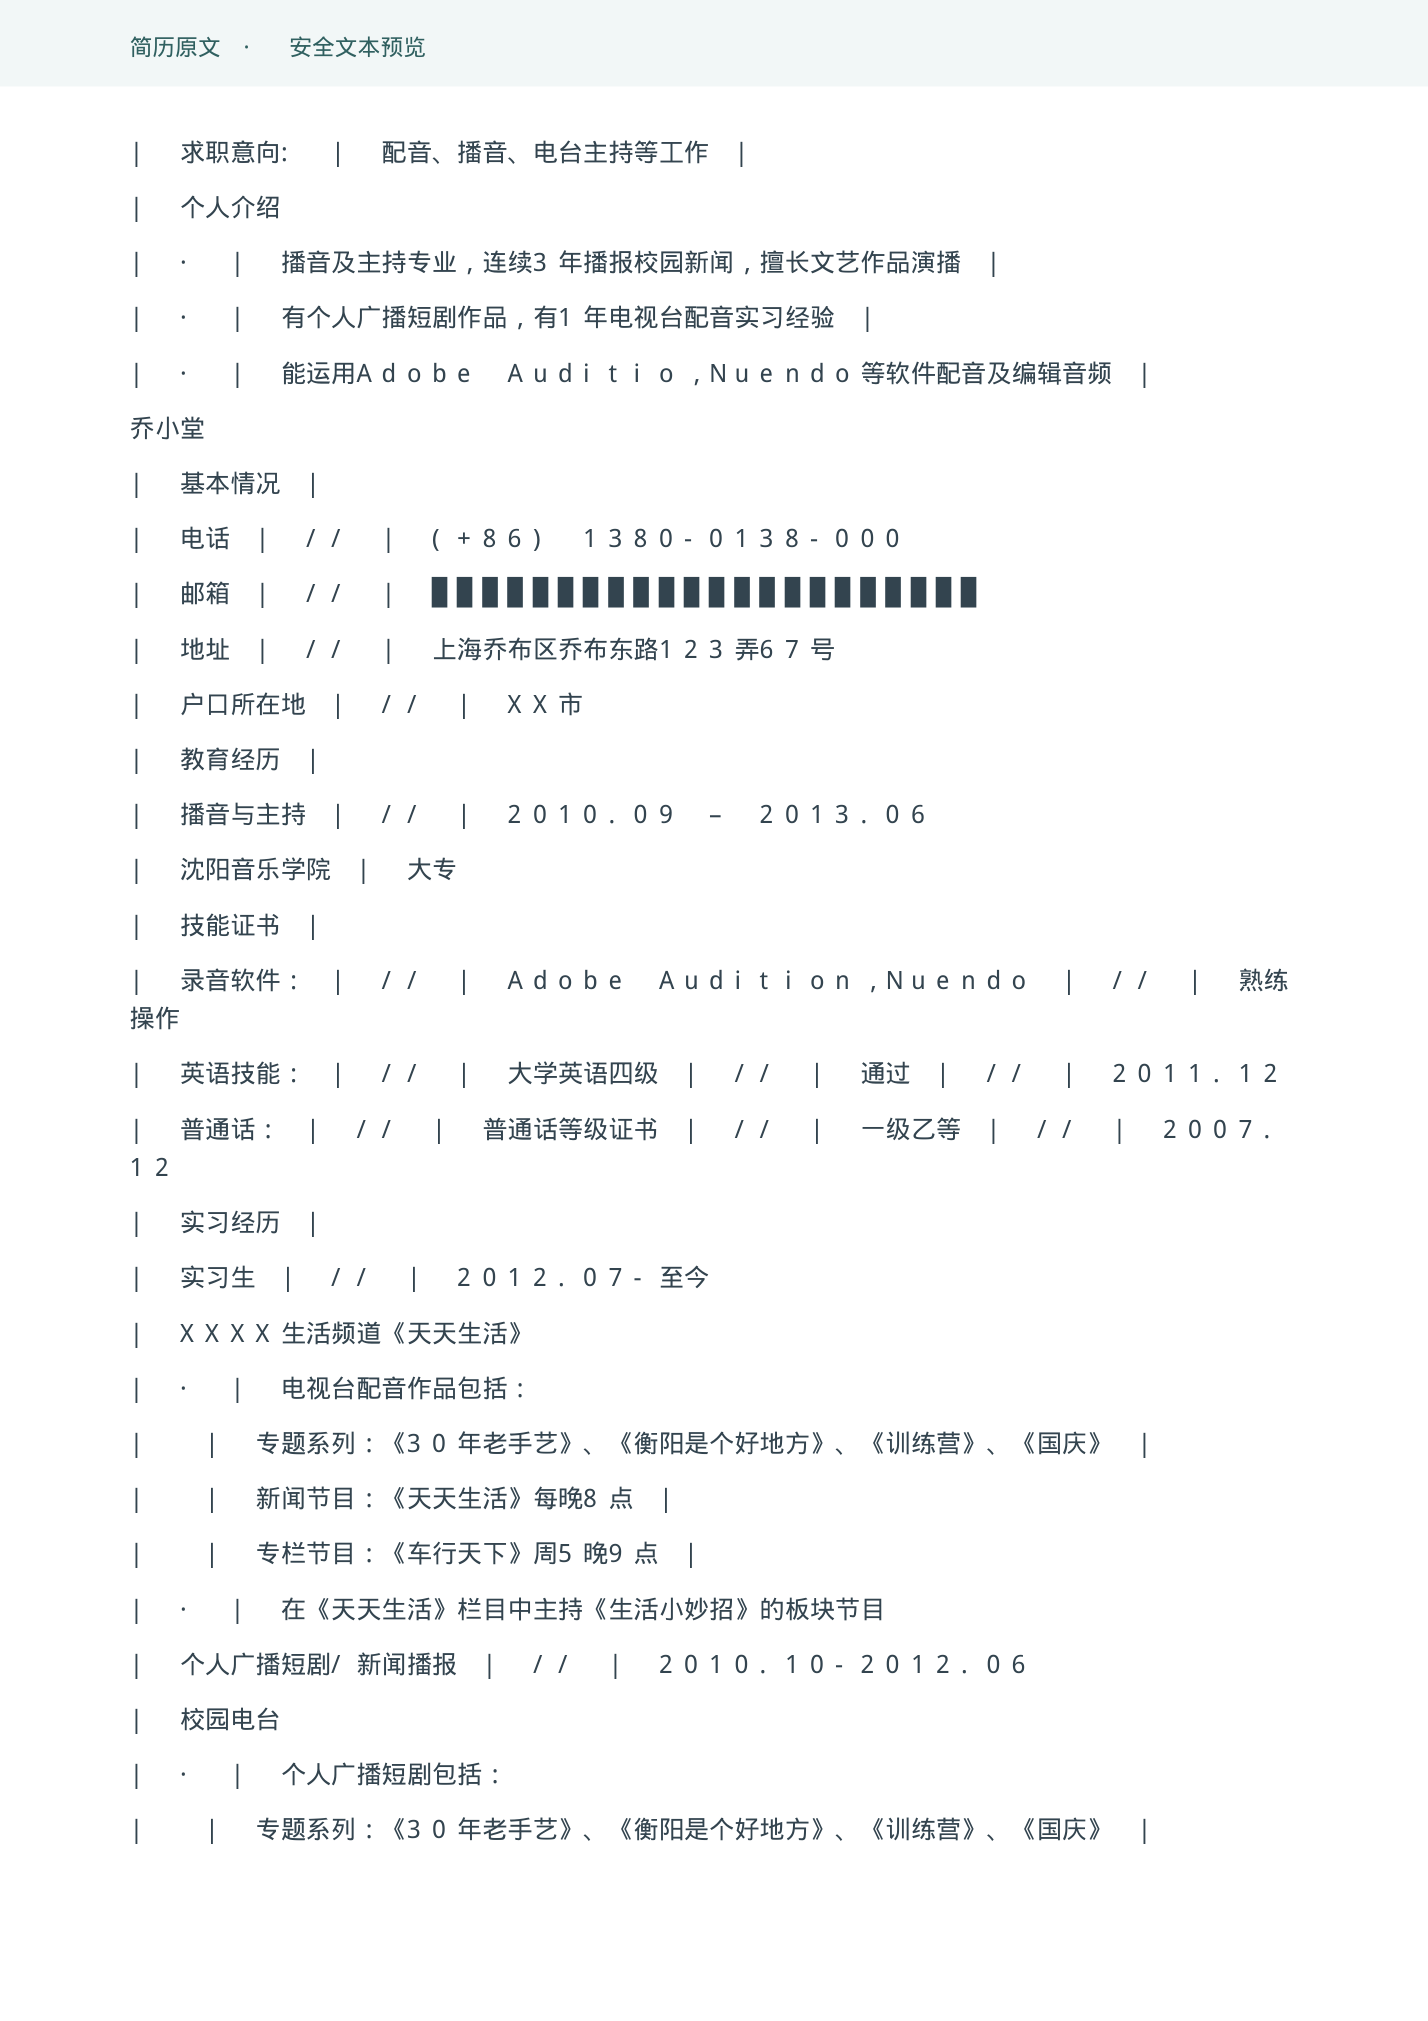 简历原文 · 安全文本预览
| 求职意向: | 配音、播音、电台主持等工作 |
| 个人介绍
| · | 播音及主持专业,连续3年播报校园新闻,擅长文艺作品演播 |
| · | 有个人广播短剧作品,有1年电视台配音实习经验 |
| · | 能运用Adobe Auditio,Nuendo等软件配音及编辑音频 |
乔小堂
| 基本情况 |
| 电话 | // | (+86) 1380-0138-000
| 邮箱 | // | ██████████████████████
| 地址 | // | 上海乔布区乔布东路123弄67号
| 户口所在地 | // | XX市
| 教育经历 |
| 播音与主持 | // | 2010.09 – 2013.06
| 沈阳音乐学院 | 大专
| 技能证书 |
| 录音软件: | // | Adobe Audition,Nuendo | // | 熟练
操作
| 英语技能: | // | 大学英语四级 | // | 通过 | // | 2011.12
| 普通话: | // | 普通话等级证书 | // | 一级乙等 | // | 2007.
12
| 实习经历 |
| 实习生 | // | 2012.07-至今
| XXXX生活频道《天天生活》
| · | 电视台配音作品包括:
| | 专题系列:《30年老手艺》、《衡阳是个好地方》、《训练营》、《国庆》 |
| | 新闻节目:《天天生活》每晚8点 |
| | 专栏节目:《车行天下》周5晚9点 |
| · | 在《天天生活》栏目中主持《生活小妙招》的板块节目
| 个人广播短剧/新闻播报 | // | 2010.10-2012.06
| 校园电台
| · | 个人广播短剧包括:
| | 专题系列:《30年老手艺》、《衡阳是个好地方》、《训练营》、《国庆》 |